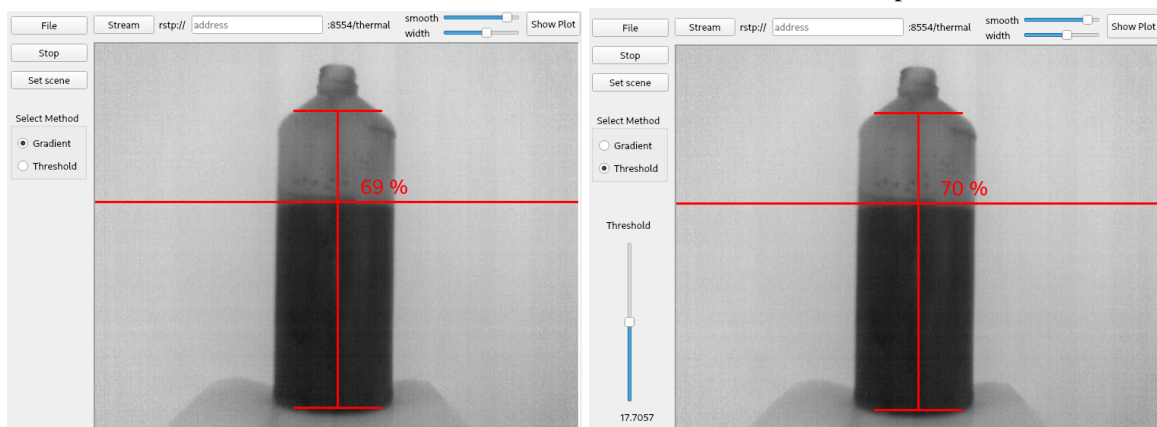 File
Stream
rstp://
address
:8554/thermal
smooth
width
Show Plot
Stop
Set scene
Select Method
Gradient
Threshold
69 %
File
Stream
rstp://
address
:8554/thermal
smooth
width
Show Plot
Stop
Set scene
Select Method
Gradient
Threshold
70 %
Threshold
17.7057